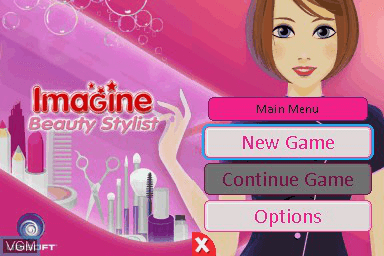 Imagine
Beauty Stylist
Main Menu
New Game
Continue Game
Options
X
VGM